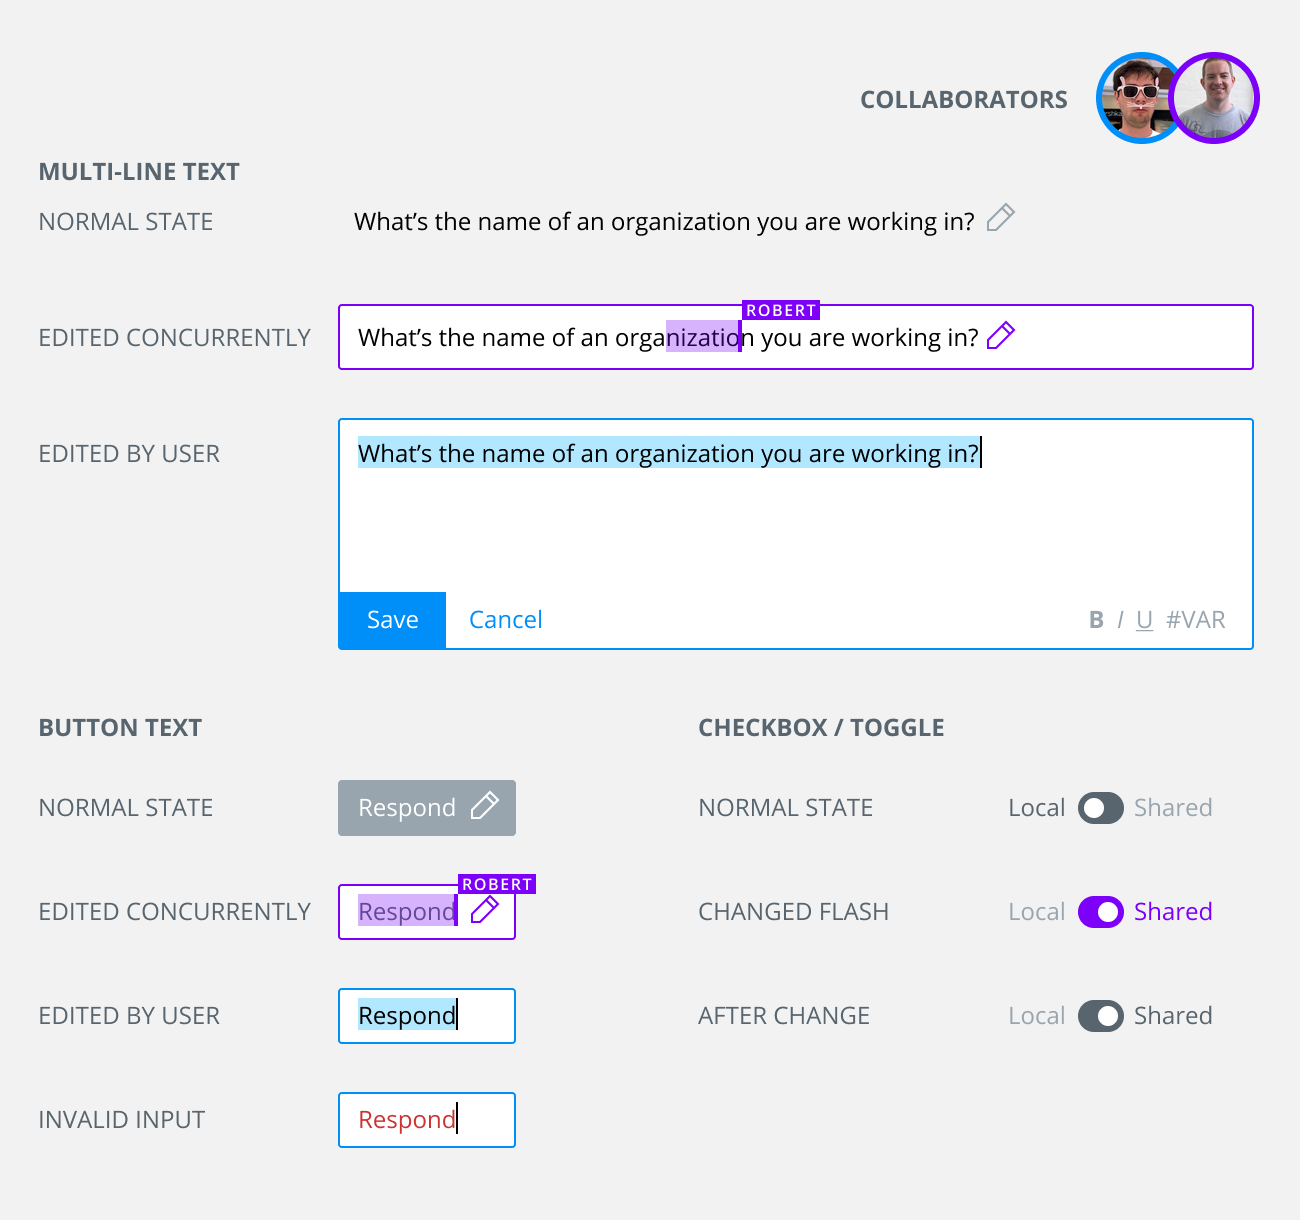 COLLABORATORS
MULTI-LINE TEXT
NORMAL STATE
What’s the name of an organization you are working in?
EDITED CONCURRENTLY
ROBERT
What’s the name of an organization you are working in?
EDITED BY USER
What’s the name of an organization you are working in?
Save Cancel B I U #VAR
BUTTON TEXT
NORMAL STATE
Respond
EDITED CONCURRENTLY
ROBERT
Respond
EDITED BY USER
Respond
INVALID INPUT
Respond
CHECKBOX / TOGGLE
NORMAL STATE
Local Shared
CHANGED FLASH
Local Shared
AFTER CHANGE
Local Shared